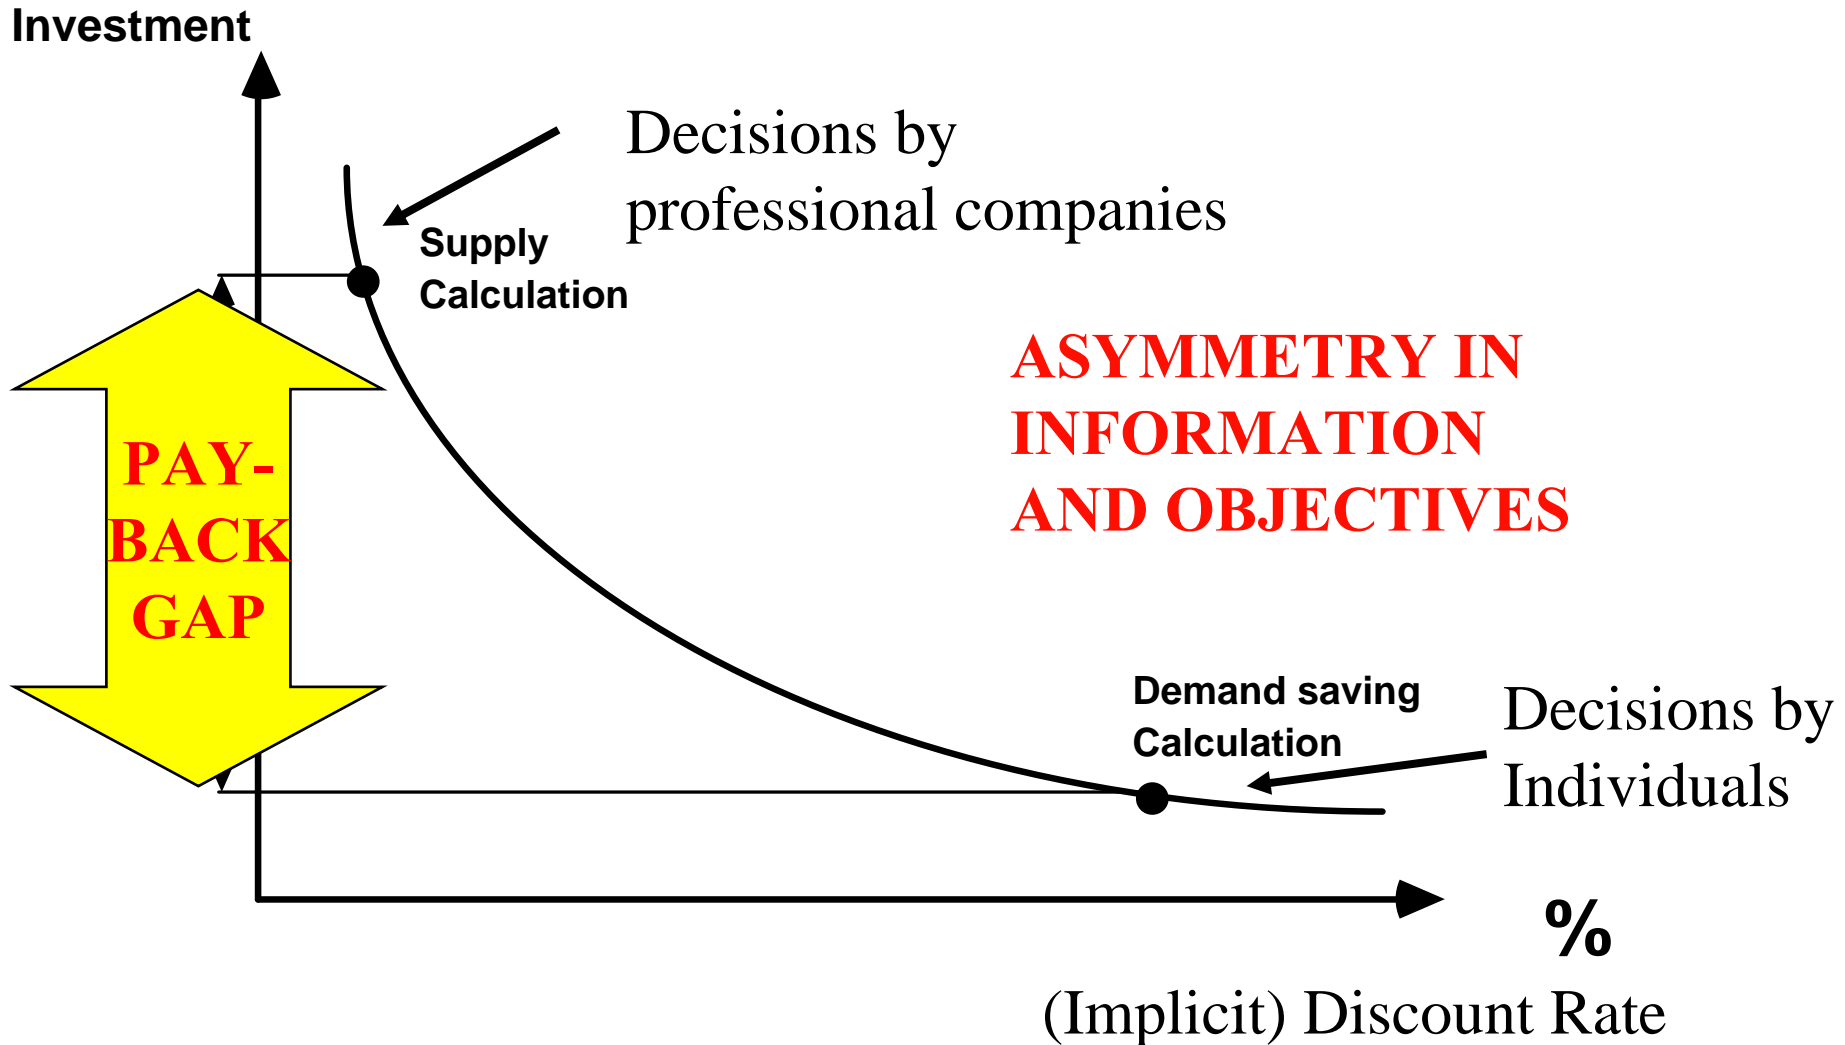 Investment
Decisions by
professional companies
Supply
Calculation
ASYMMETRY IN
INFORMATION
AND OBJECTIVES
PAY-
BACK
GAP
Demand saving
Calculation
Decisions by
Individuals
%
(Implicit) Discount Rate